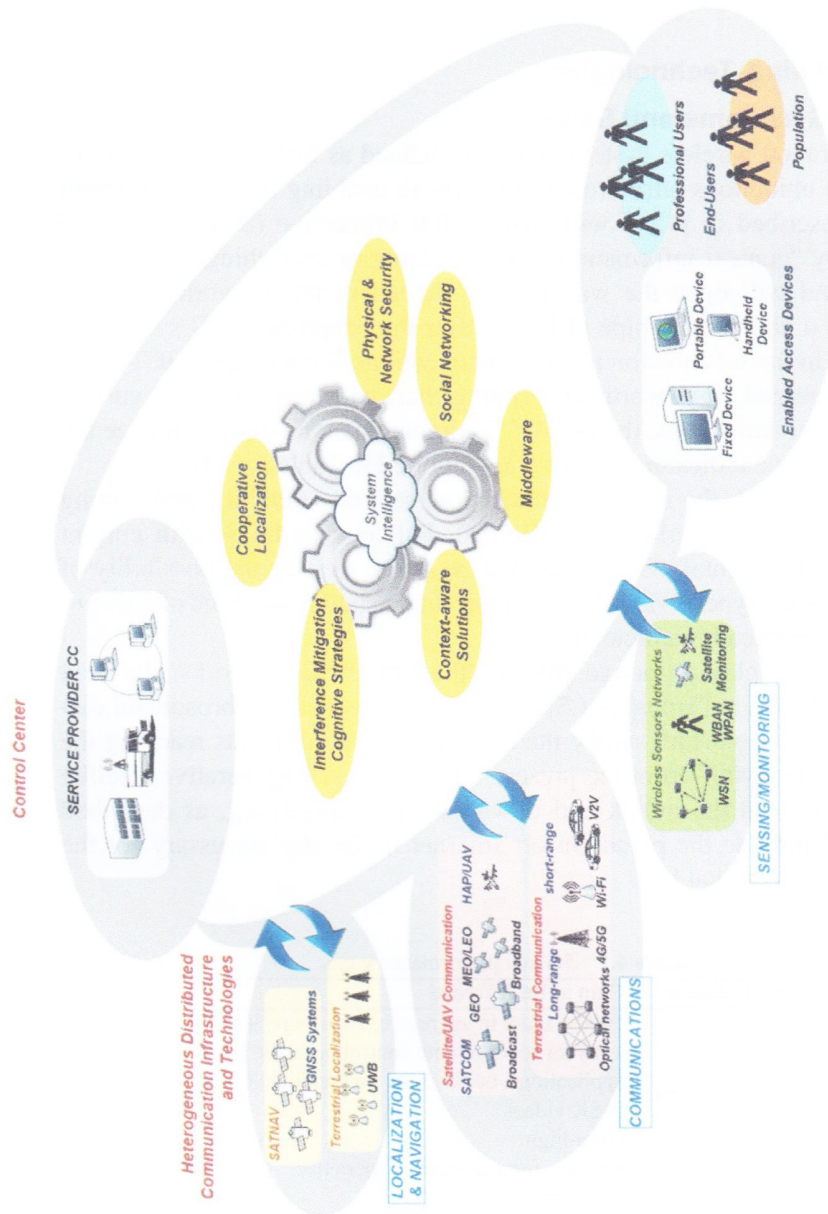 Control Center
SERVICE PROVIDER CC
Heterogeneous Distributed
Communication Infrastructure
and Technologies
SATNAV
GNSS Systems
Terrestrial Localization
UWB
LOCALIZATION
& NAVIGATION
Satellite/UAV Communication
SATCOM
GEO
MEO/LEO
HAP/UAV
Broadcast
Broadband
Terrestrial Communication
Long-range
short-range
Optical networks
4G/5G
Wi-Fi
V2V
COMMUNICATIONS
Wireless Sensors Networks
WSN
WBAN
WPAN
Satellite
Monitoring
SENSING/MONITORING
Interference Mitigation
Cognitive Strategies
Cooperative
Localization
Physical &
Network Security
Social Networking
Middleware
Context-aware
Solutions
System
Intelligence
Fixed Device
Portable Device
Handheld
Device
Enabled Access Devices
Professional Users
End-Users
Population